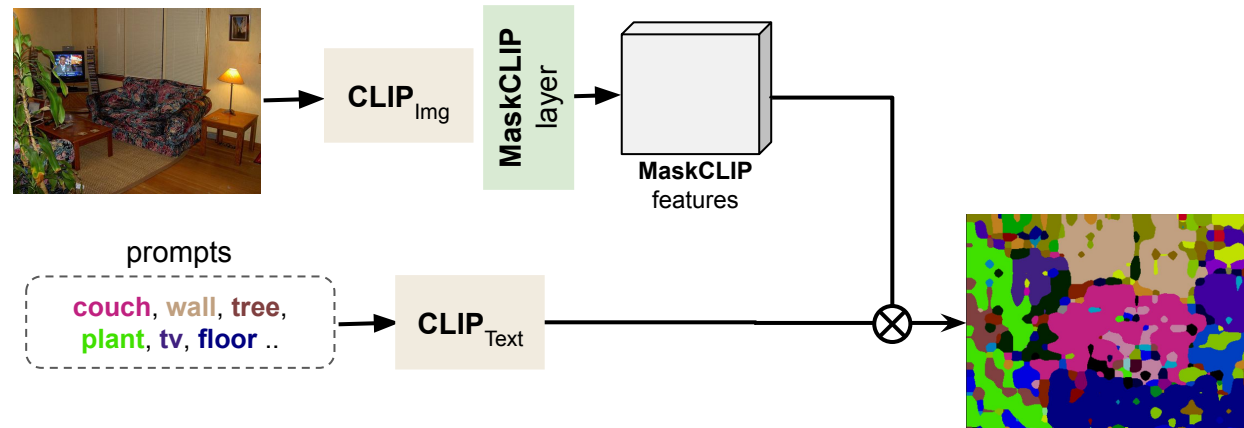 CLIP Img
MaskCLIP
layer
MaskCLIP
features
prompts
couch, wall, tree,
plant, tv, floor ..
CLIP Text